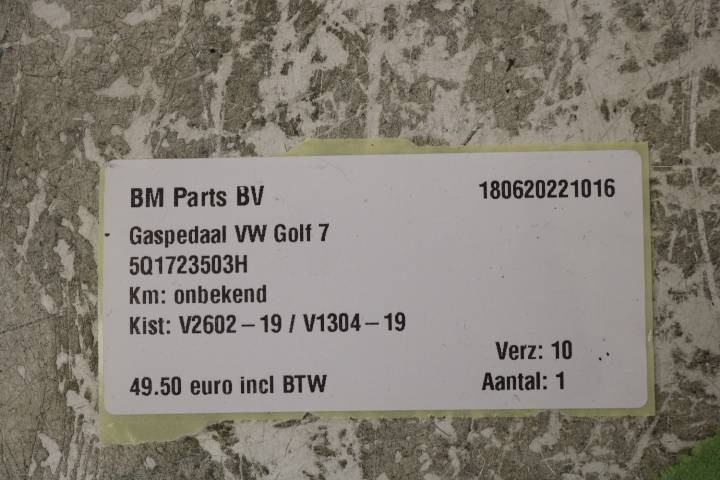 BM Parts BV 180620221016
Gaspedaal VW Golf 7
5Q1723503H
Km: onbekend
Kist: V2602 – 19 / V1304 – 19
Verz: 10
49.50 euro incl BTW Aantal: 1